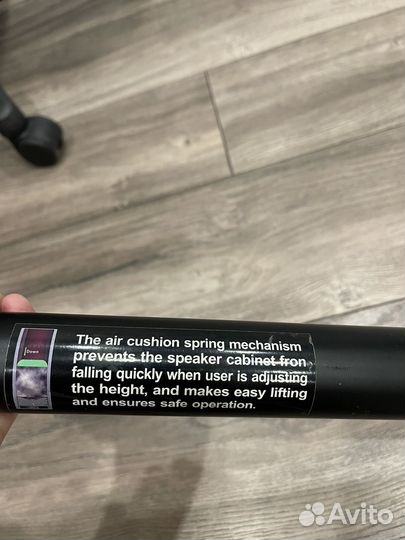 Down
The air cushion spring mechanism
prevents the speaker cabinet fron
falling quickly when user is adjusting
the height, and makes easy lifting
and ensures safe operation.
Avito